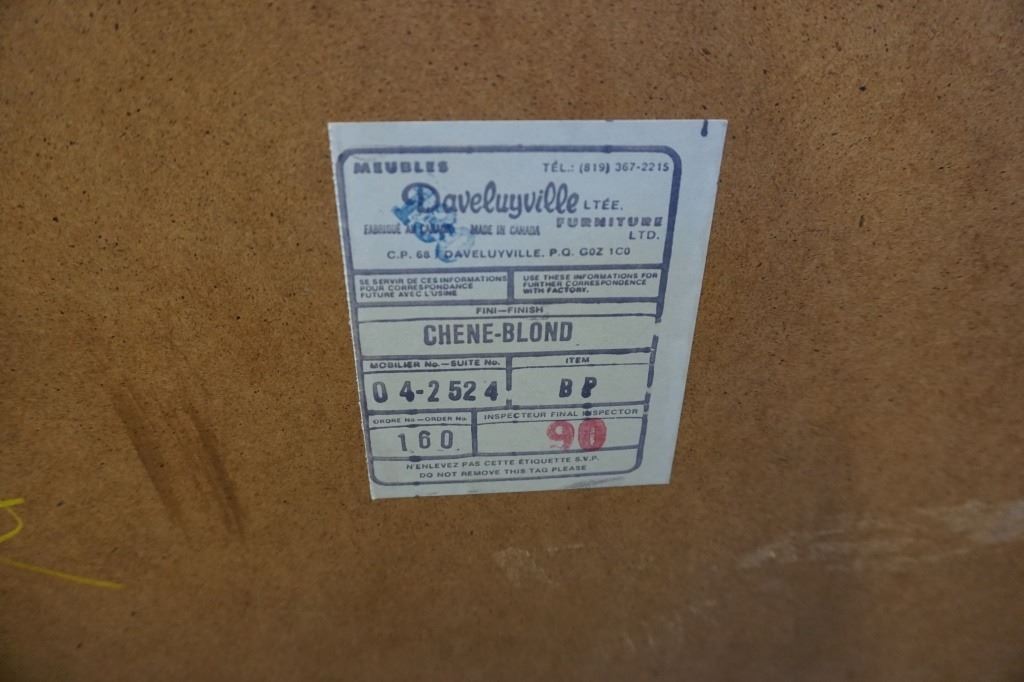 MEUBLES TÉL.: (819) 367-2215
Daveluyville LTÉE.
FURNITURE
FABRIQUÉ AU CANADA MADE IN CANADA LTD.
C.P. 68 DAVELUYVILLE, P.Q. G0Z 1C0
SE SERVIR DE CES INFORMATIONS
POUR CORRESPONDANCE
FUTURE AVEC L'USINE
USE THESE INFORMATIONS FOR
FURTHER CORRESPONDENCE
WITH FACTORY.
FINI-FINISH
CHENE-BLOND
MOBILIER No.-SUITE No. ITEM
04-2524 BP
ORDRE No-ORDER No. INSPECTEUR FINAL INSPECTOR
160 90
N'ENLEVEZ PAS CETTE ÉTIQUETTE S.V.P.
DO NOT REMOVE THIS TAG PLEASE